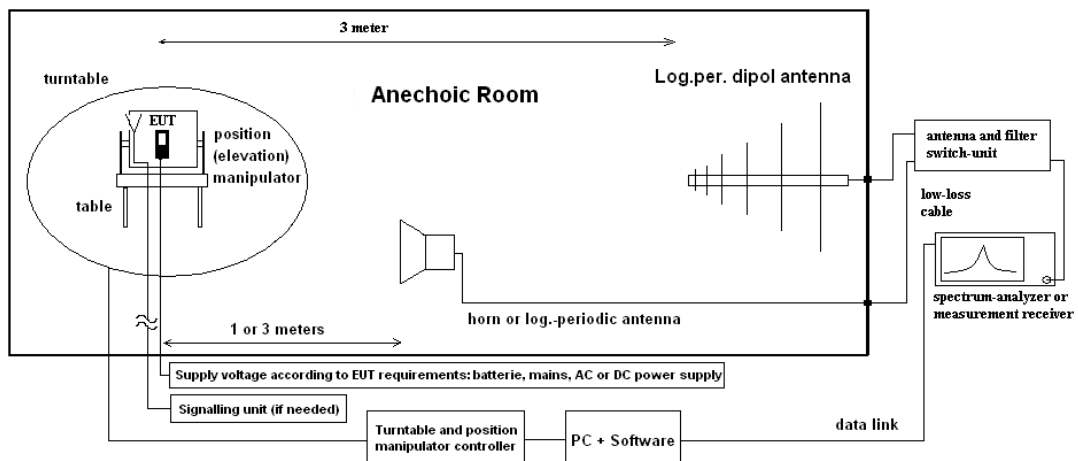 3 meter
turntable
Log.per. dipol antenna
Anechoic Room
EUT
position
(elevation)
manipulator
table
antenna and filter
switch-unit
low-loss
cable
spectrum-analyzer or
measurement receiver
horn or log.-periodic antenna
1 or 3 meters
Supply voltage according to EUT requirements: batterie, mains, AC or DC power supply
Signalling unit (if needed)
Turntable and position
manipulator controller
PC + Software
data link